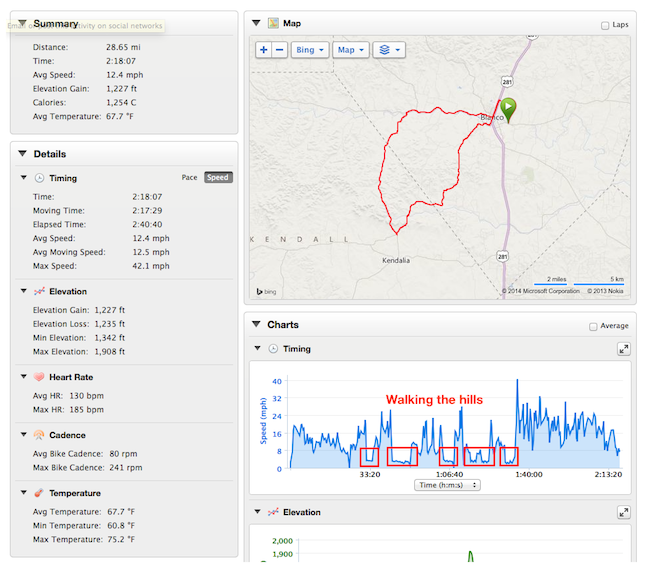 Summary
Email or post this activity on social networks
Distance: 28.65 mi
Time: 2:18:07
Avg Speed: 12.4 mph
Elevation Gain: 1,227 ft
Calories: 1,254 C
Avg Temperature: 67.7 °F
Details
Timing Pace Speed
Time: 2:18:07
Moving Time: 2:17:29
Elapsed Time: 2:40:40
Avg Speed: 12.4 mph
Avg Moving Speed: 12.5 mph
Max Speed: 42.1 mph
Elevation
Elevation Gain: 1,227 ft
Elevation Loss: 1,235 ft
Min Elevation: 1,342 ft
Max Elevation: 1,908 ft
Heart Rate
Avg HR: 130 bpm
Max HR: 185 bpm
Cadence
Avg Bike Cadence: 80 rpm
Max Bike Cadence: 241 rpm
Temperature
Avg Temperature: 67.7 °F
Min Temperature: 60.8 °F
Max Temperature: 75.2 °F
Map Laps
+ − Bing Map
281
Blanco
281
KENDALL
Kendalia
281
2 miles 5 km
bing © 2014 Microsoft Corporation © 2013 Nokia
Charts Average
Timing
Speed (mph)
40
32
24
16
8
0
Walking the hills
33:20 1:06:40 1:40:00 2:13:20
Time (h:m:s)
Elevation
2,000
1,900